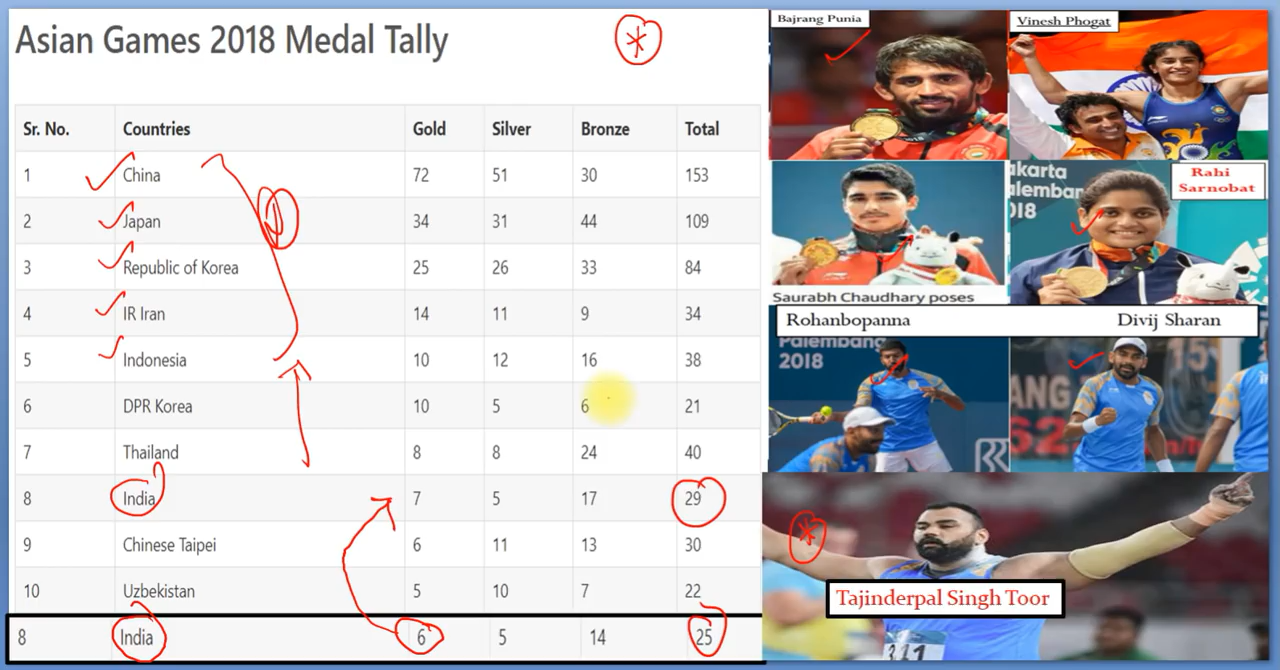 Asian Games 2018 Medal Tally
Sr. No. Countries Gold Silver Bronze Total
1 China 72 51 30 153
2 Japan 34 31 44 109
3 Republic of Korea 25 26 33 84
4 IR Iran 14 11 9 34
5 Indonesia 10 12 16 38
6 DPR Korea 10 5 6 21
7 Thailand 8 8 24 40
8 India 7 5 17 29
9 Chinese Taipei 6 11 13 30
10 Uzbekistan 5 10 7 22
8 India 6 5 14 25
Bajrang Punia
Vinesh Phogat
akarta
alemban
018
Rahi
Sarnobat
Saurabh Chaudhary poses
Rohanbopanna Divij Sharan
Palembang
2018
ANG
15
62
Tajinderpal Singh Toor